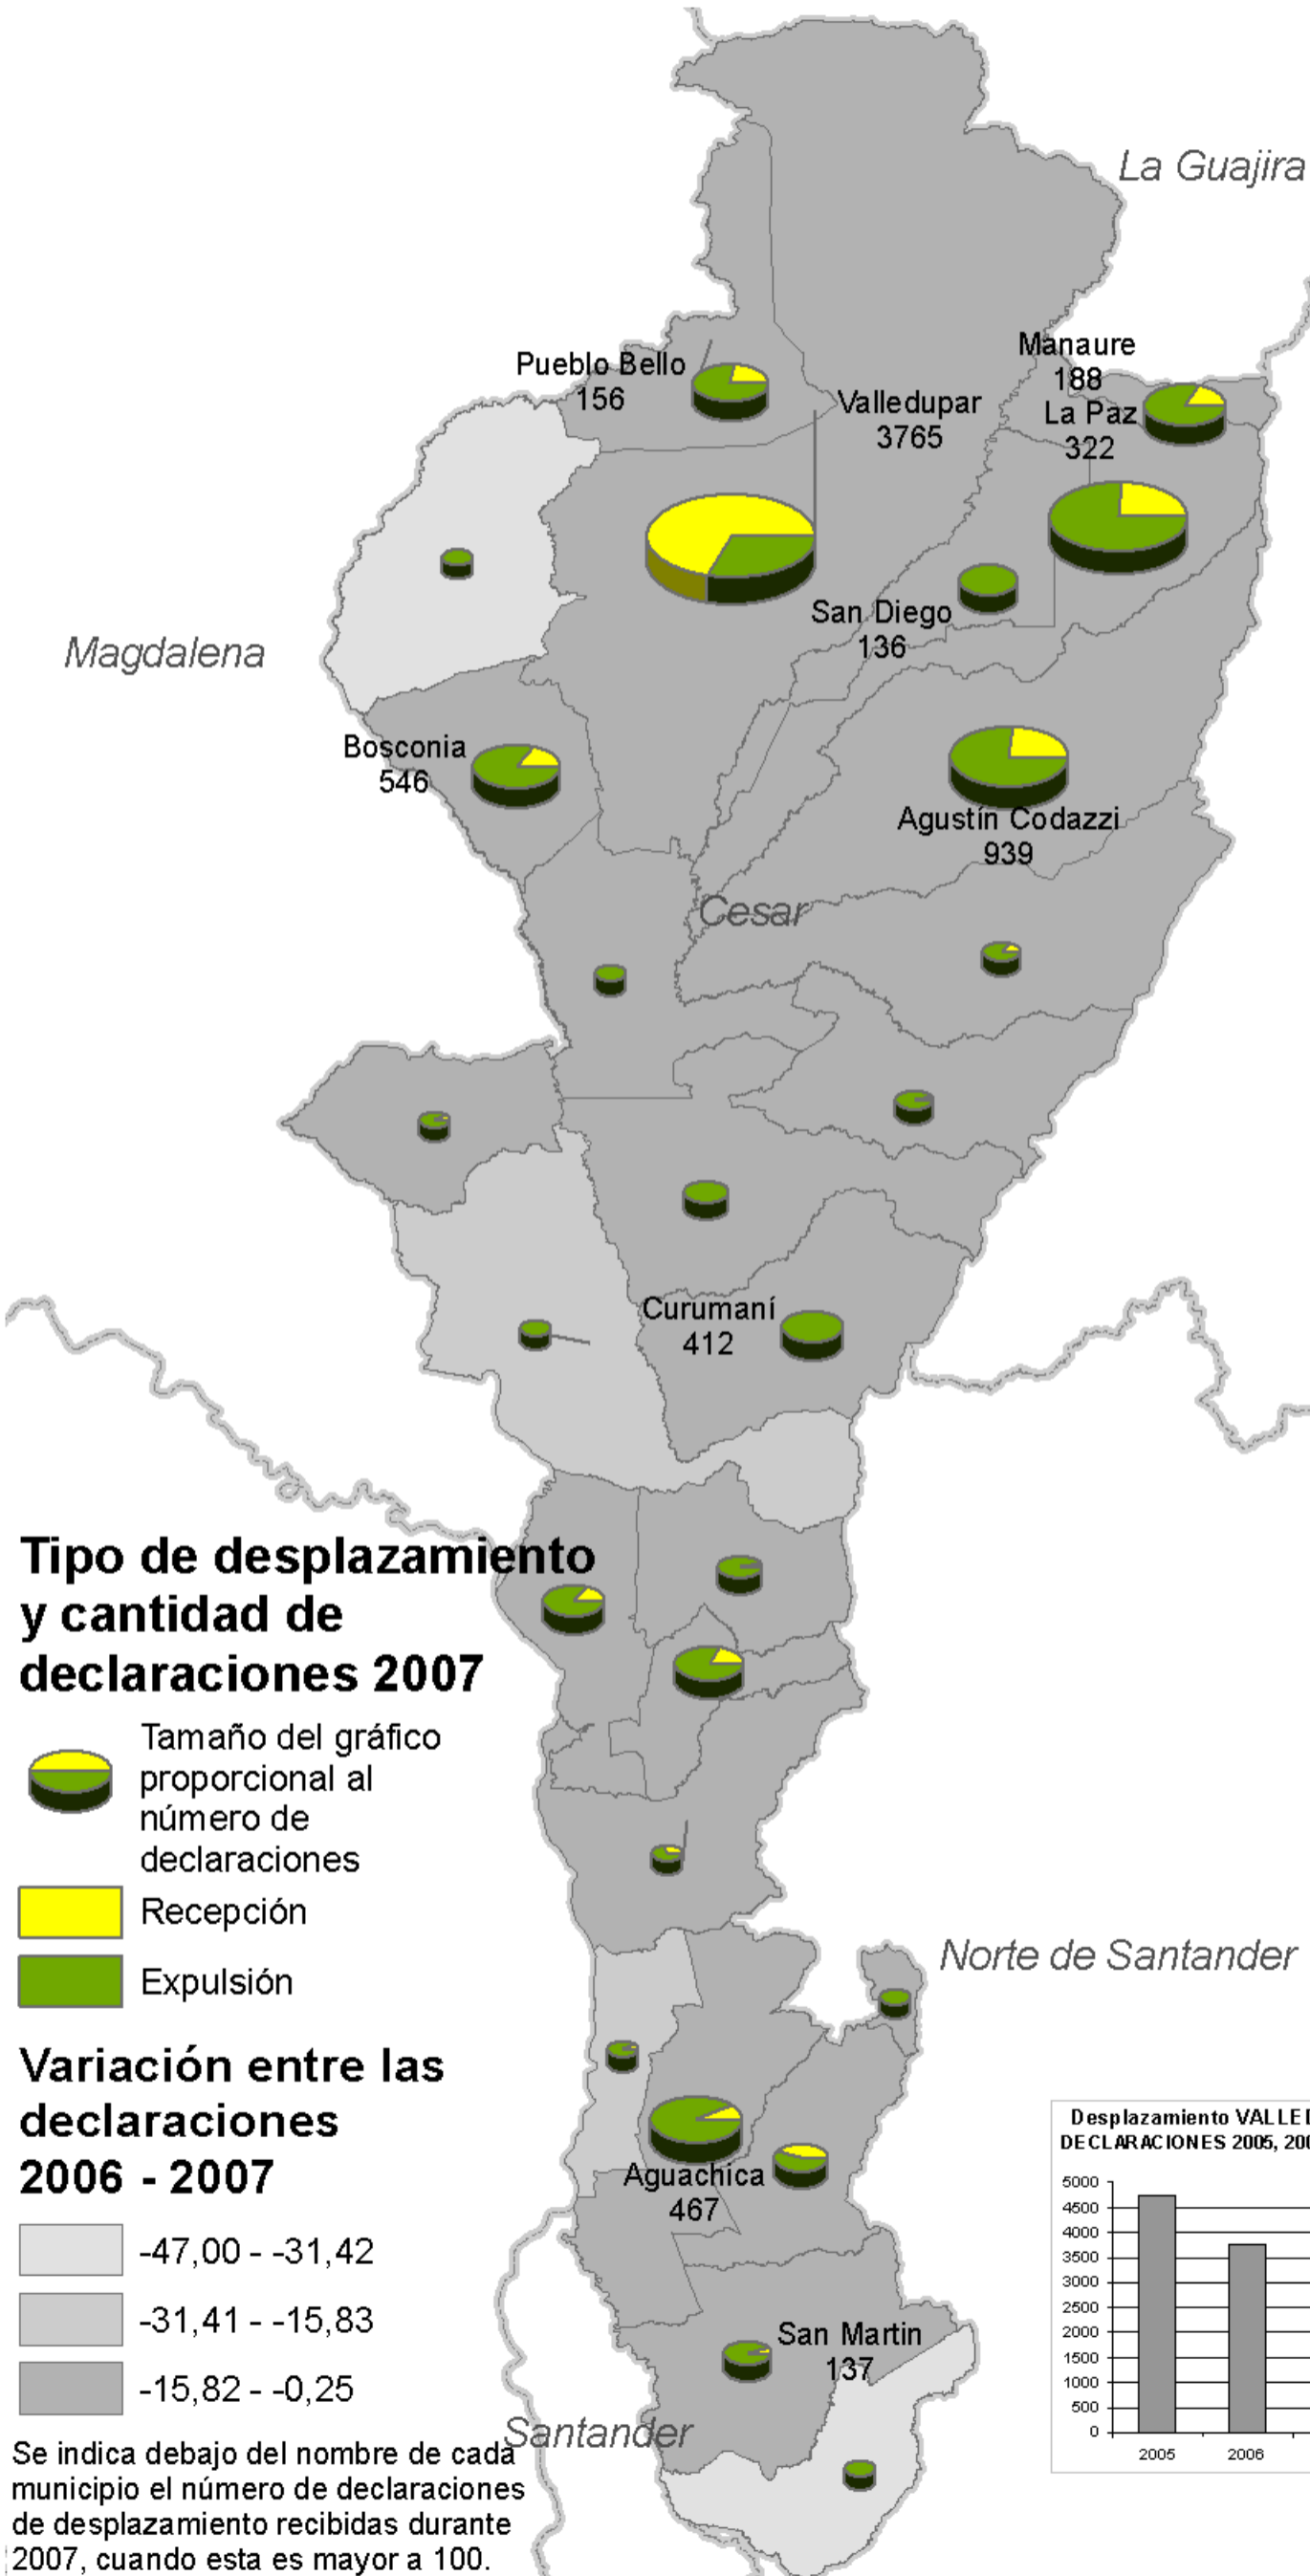 La Guajira
Pueblo Bello
156
Manaure
188
Valledupar
3765
La Paz
322
San Diego
136
Magdalena
Bosconia
546
Agustín Codazzi
939
Cesar
Curumaní
412
Tipo de desplazamiento
y cantidad de
declaraciones 2007
Tamaño del gráfico
proporcional al
número de
declaraciones
Recepción
Expulsión
Norte de Santander
Variación entre las
declaraciones
2006 - 2007
-47,00 - -31,42
-31,41 - -15,83
-15,82 - -0,25
Aguachica
467
San Martin
137
Santander
Se indica debajo del nombre de cada
municipio el número de declaraciones
de desplazamiento recibidas durante
2007, cuando esta es mayor a 100.
Desplazamiento
DECLARACIONES 2005,
5000
4500
4000
3500
3000
2500
2000
1500
1000
500
0
2005
2006